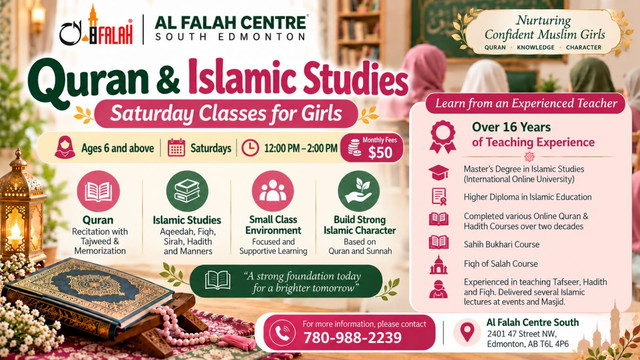 FALAH
AL FALAH CENTRE
SOUTH EDMONTON
Nurturing
Confident Muslim Girls
QURAN · KNOWLEDGE · CHARACTER
Quran & Islamic Studies
Saturday Classes for Girls
Ages 6 and above
Saturdays
12:00 PM – 2:00 PM
Monthly Fees
$50
Quran
Recitation with
Tajweed &
Memorization
Islamic Studies
Aqeedah, Fiqh,
Sirah, Hadith
and Manners
Small Class
Environment
Focused and
Supportive Learning
Build Strong
Islamic Character
Based on
Quran and Sunnah
"A strong foundation today
for a brighter tomorrow"
Learn from an Experienced Teacher
Over 16 Years
of Teaching Experience
Master's Degree in Islamic Studies
(International Online University)
Higher Diploma in Islamic Education
Completed various Online Quran &
Hadith Courses over two decades
Sahih Bukhari Course
Fiqh of Salah Course
Experienced in teaching Tafseer, Hadith
and Fiqh. Delivered several Islamic
lectures at events and Masjid.
For more information, please contact
780-988-2239
Al Falah Centre South
2401 47 Street NW,
Edmonton, AB T6L 4P6